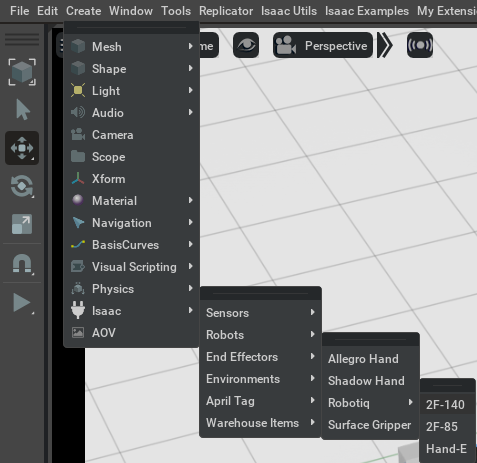 File Edit Create Window Tools Replicator Isaac Utils Isaac Examples My Extensi
me Perspective
Mesh
Shape
Light
Audio
Camera
Scope
Xform
Material
Navigation
BasisCurves
Visual Scripting
Physics
Isaac
AOV
Sensors
Robots
End Effectors
Environments
April Tag
Warehouse Items
Allegro Hand
Shadow Hand
Robotiq
Surface Gripper
2F-140
2F-85
Hand-E